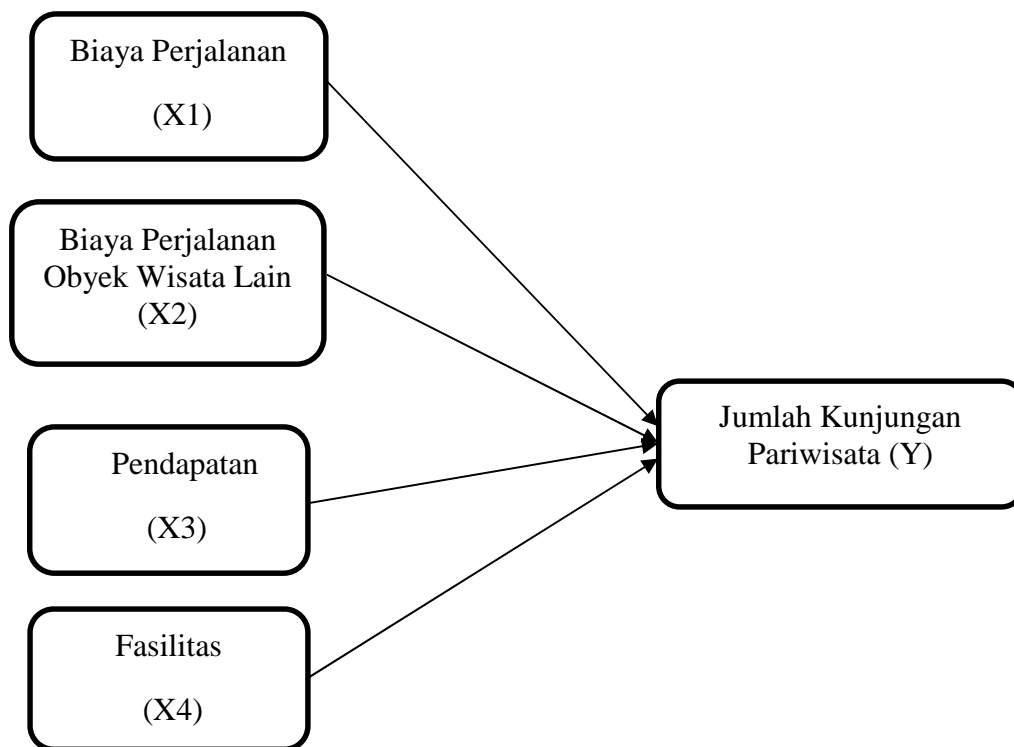 Biaya Perjalanan
(X1)
Biaya Perjalanan
Obyek Wisata Lain
(X2)
Pendapatan
(X3)
Fasilitas
(X4)
Jumlah Kunjungan
Pariwisata (Y)